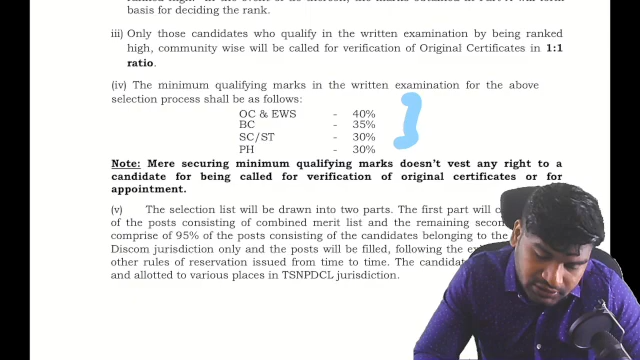 basis for deciding the rank.
iii) Only those candidates who qualify in the written examination by being ranked
high, community wise will be called for verification of Original Certificates in 1:1
ratio.
(iv) The minimum qualifying marks in the written examination for the above
selection process shall be as follows:
OC & EWS - 40%
BC - 35%
SC/ST - 30%
PH - 30%
Note: Mere securing minimum qualifying marks doesn't vest any right to a
candidate for being called for verification of original certificates or for
appointment.
(v) The selection list will be drawn into two parts. The first part will
of the posts consisting of combined merit list and the remaining
comprise of 95% of the posts consisting of the candidates belonging to the
Discom jurisdiction only and the posts will be filled, following the
other rules of reservation issued from time to time. The
and allotted to various places in TSNPDCL jurisdiction.